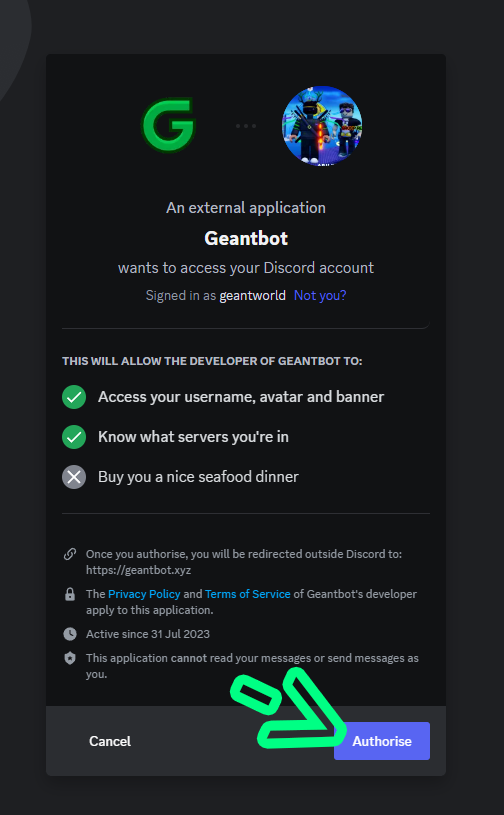 G
An external application
Geantbot
wants to access your Discord account
Signed in as geantworld Not you?
THIS WILL ALLOW THE DEVELOPER OF GEANTBOT TO:
Access your username, avatar and banner
Know what servers you're in
Buy you a nice seafood dinner
Once you authorise, you will be redirected outside Discord to:
https://geantbot.xyz
The Privacy Policy and Terms of Service of Geantbot's developer
apply to this application.
Active since 31 Jul 2023
This application cannot read your messages or send messages as
you.
Cancel
Authorise